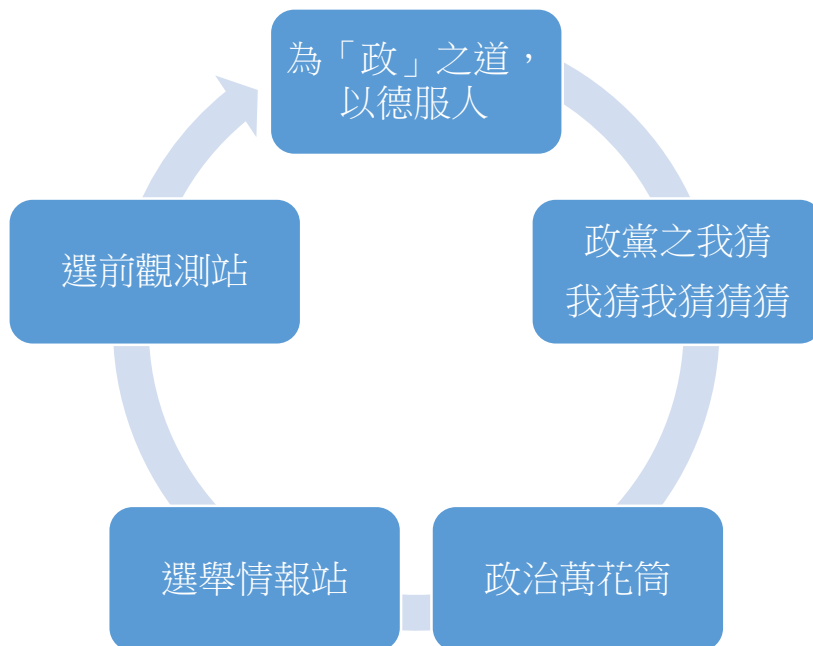 為「政」之道，
以德服人
政黨之我猜
我猜我猜猜猜
政治萬花筒
選舉情報站
選前觀測站